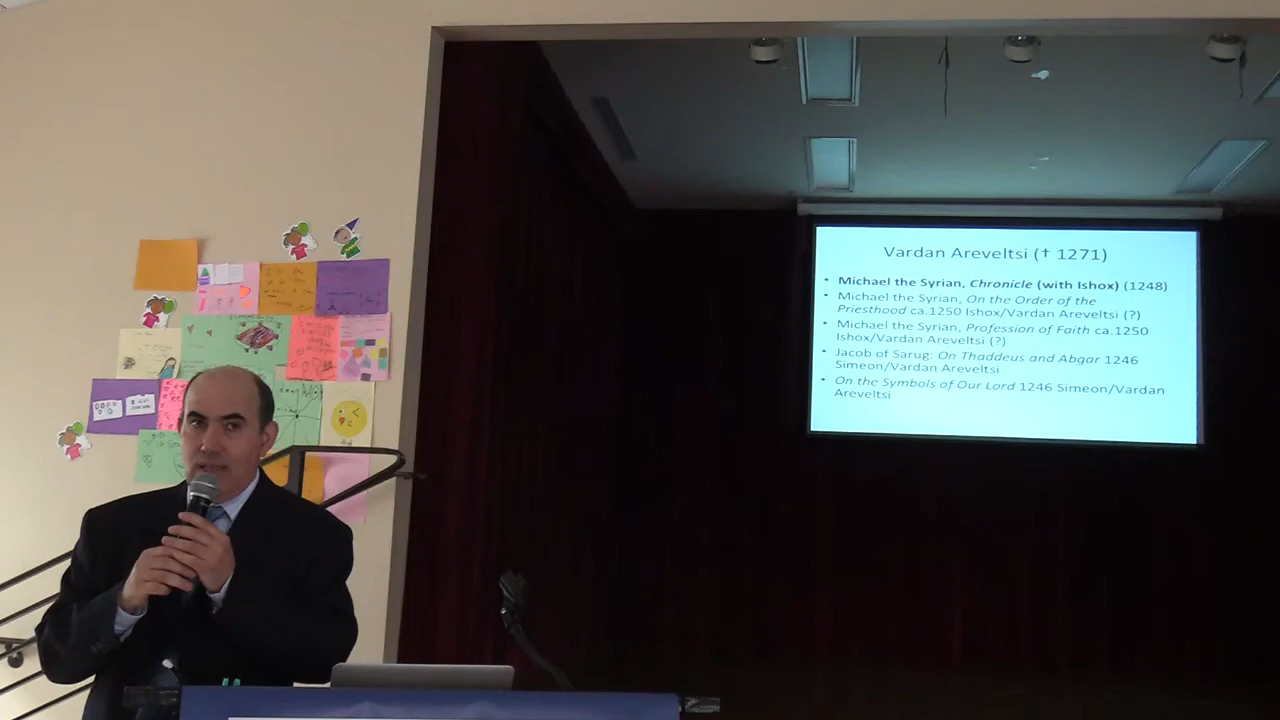 Vardan Areveltsi († 1271)
• Michael the Syrian, Chronicle (with Ishox) (1248)
• Michael the Syrian, On the Order of the
Priesthood ca.1250 Ishox/Vardan Areveltsi (?)
• Michael the Syrian, Profession of Faith ca.1250
Ishox/Vardan Areveltsi (?)
• Jacob of Sarug: On Thaddeus and Abgar 1246
Simeon/Vardan Areveltsi
• On the Symbols of Our Lord 1246 Simeon/Vardan
Areveltsi